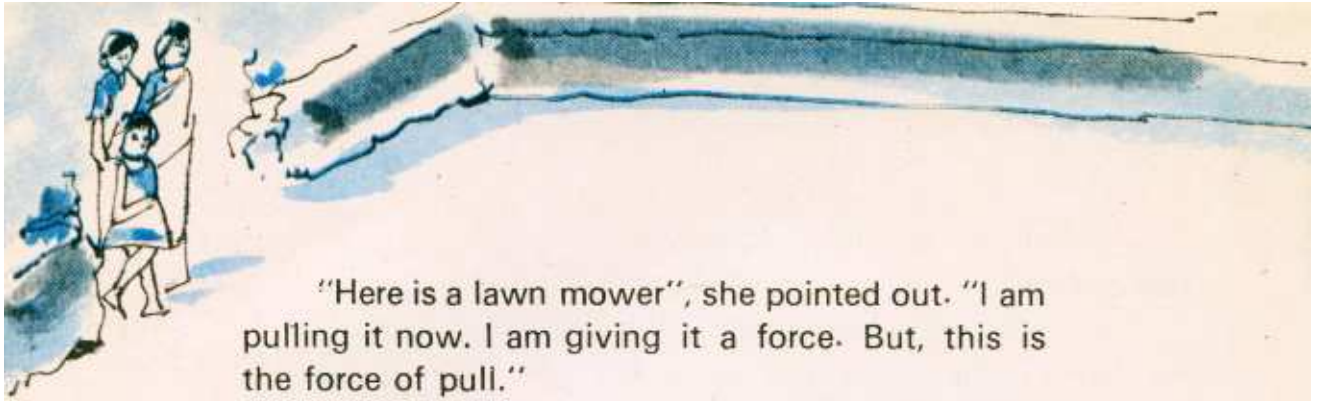 "Here is a lawn mower", she pointed out. "I am
pulling it now. I am giving it a force. But, this is
the force of pull."